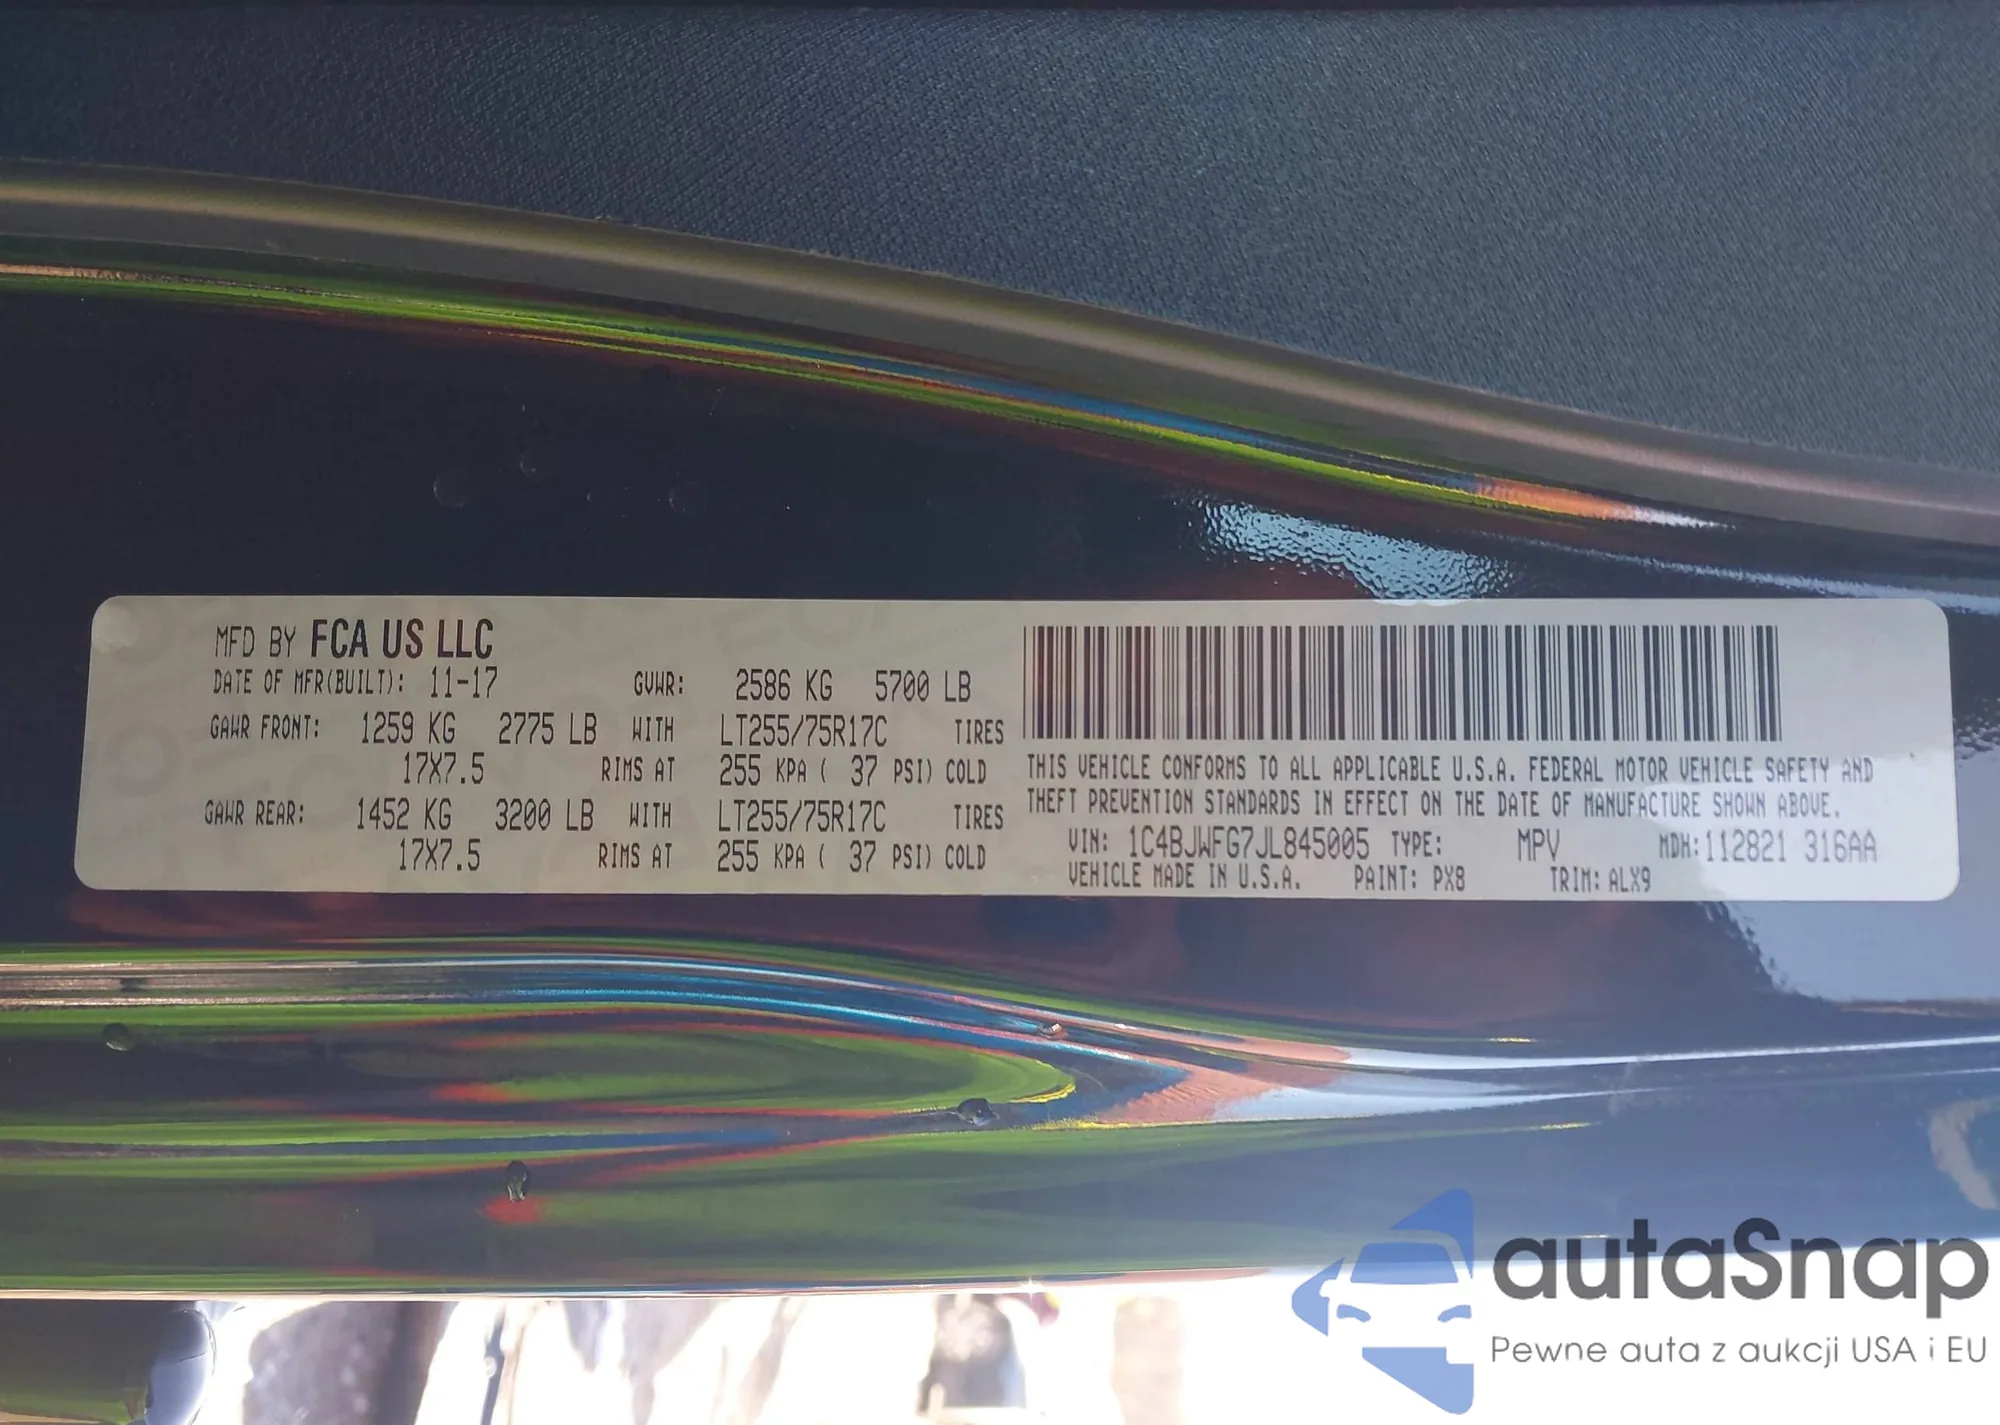 MFD BY FCA US LLC
DATE OF MFR(BUILT): 11-17 GVWR: 2586 KG 5700 LB
GAWR FRONT: 1259 KG 2775 LB WITH LT255/75R17C TIRES
17X7.5 RIMS AT 255 KPA ( 37 PSI) COLD
GAWR REAR: 1452 KG 3200 LB WITH LT255/75R17C TIRES
17X7.5 RIMS AT 255 KPA ( 37 PSI) COLD
THIS VEHICLE CONFORMS TO ALL APPLICABLE U.S.A. FEDERAL MOTOR VEHICLE SAFETY AND
THEFT PREVENTION STANDARDS IN EFFECT ON THE DATE OF MANUFACTURE SHOWN ABOVE.
VIN: 1C4BJWFG7JL845005 TYPE: MPV MDH: 112821 316AA
VEHICLE MADE IN U.S.A. PAINT: PX8 TRIM: ALX9
autaSnap
Pewne auta z aukcji USA i EU